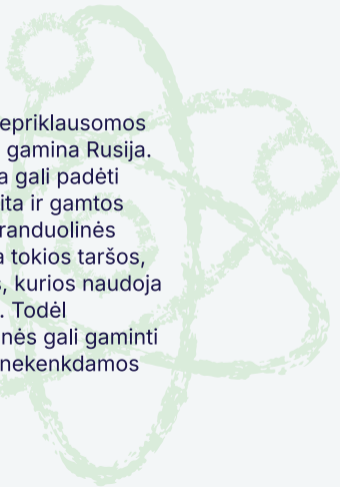 epriklausomos
gamina Rusija.
a gali padėti
ita ir gamtos
randuolinės
a tokios taršos,
s, kurios naudoja
. Todėl
nės gali gaminti
nekenkdamos